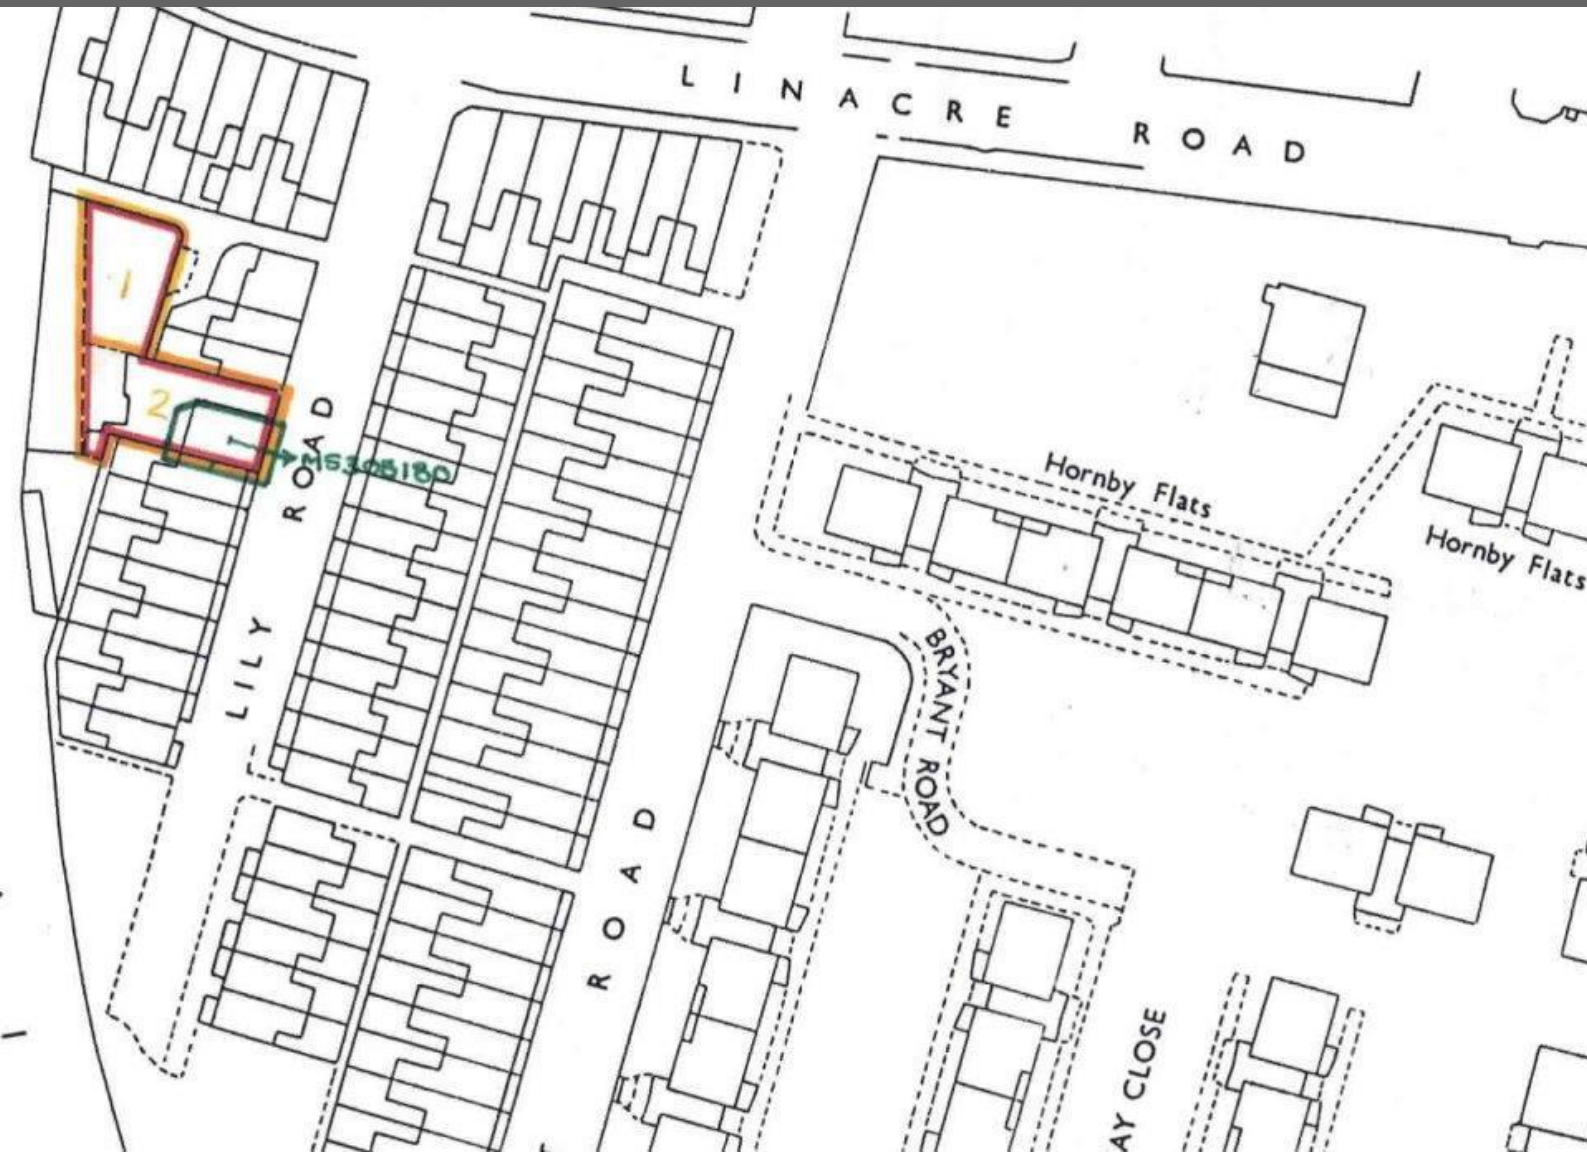 LINACRE ROAD
1
2
MS305180
LILY ROAD
Hornby Flats
Hornby Flats
BRYANT ROAD
ROAD
AY CLOSE